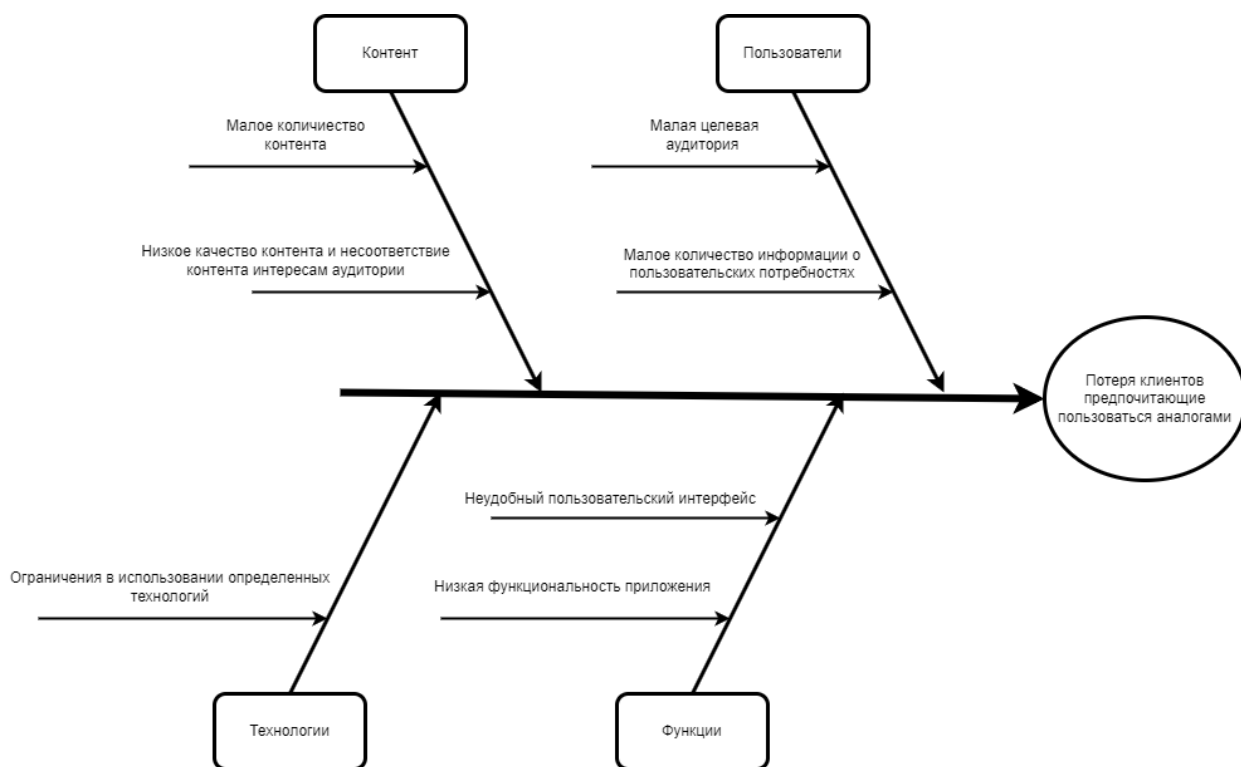 Контент
Пользователи
Малое количиество
контента
Малая целевая
аудитория
Низкое качество контента и несоответствие
контента интересам аудитории
Малое количество информации о
пользовательских потребностях
Потеря клиентов
предпочитающие
пользоваться аналогами
Неудобный пользовательский интерфейс
Ограничения в использовании определенных
технологий
Низкая функциональность приложения
Технологии
Функции